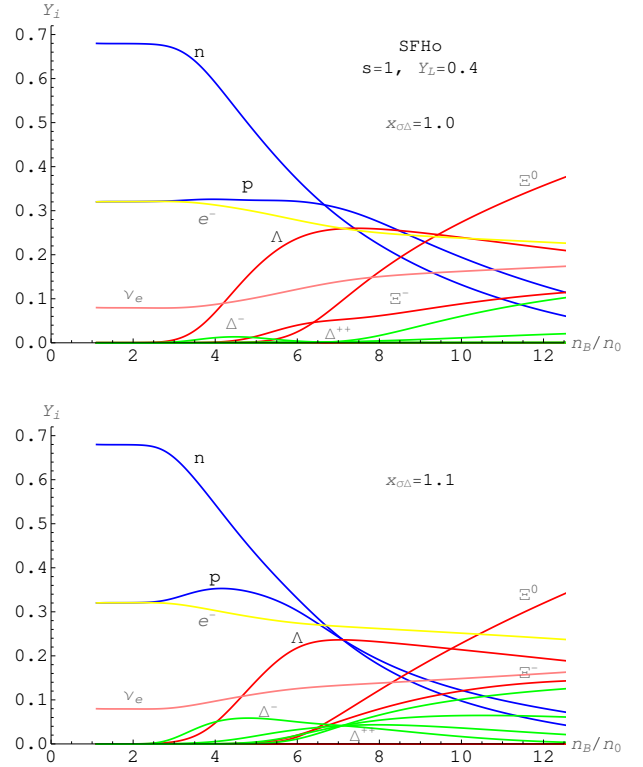 Y_i
0.7
SFHo
n
s=1, Y_L=0.4
0.6
0.5
x_σΔ=1.0
0.4
Ξ⁰
p
0.3
e⁻
Λ
0.2
ν_e
Ξ⁻
0.1
Δ⁻
Δ⁺⁺
0.0
n_B/n_0
0 2 4 6 8 10 12
Y_i
0.7
n
0.6
x_σΔ=1.1
0.5
0.4
p
Ξ⁰
0.3
e⁻
Λ
0.2
Ξ⁻
ν_e
0.1
Δ⁻
Δ⁺⁺
0.0
n_B/n_0
0 2 4 6 8 10 12